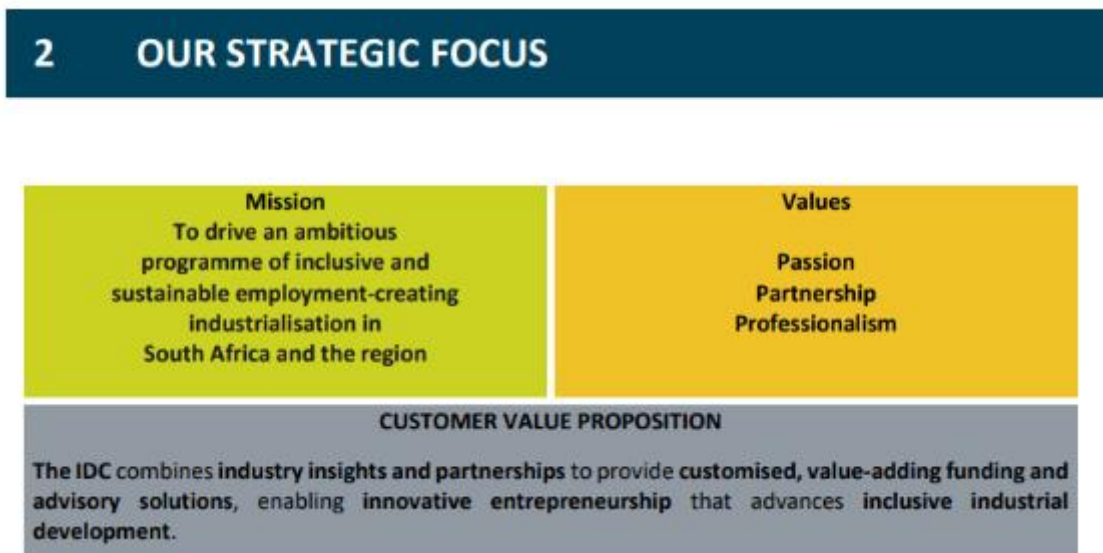 2 OUR STRATEGIC FOCUS
Mission
To drive an ambitious
programme of inclusive and
sustainable employment-creating
industrialisation in
South Africa and the region
Values
Passion
Partnership
Professionalism
CUSTOMER VALUE PROPOSITION
The IDC combines industry insights and partnerships to provide customised, value-adding funding and
advisory solutions, enabling innovative entrepreneurship that advances inclusive industrial
development.